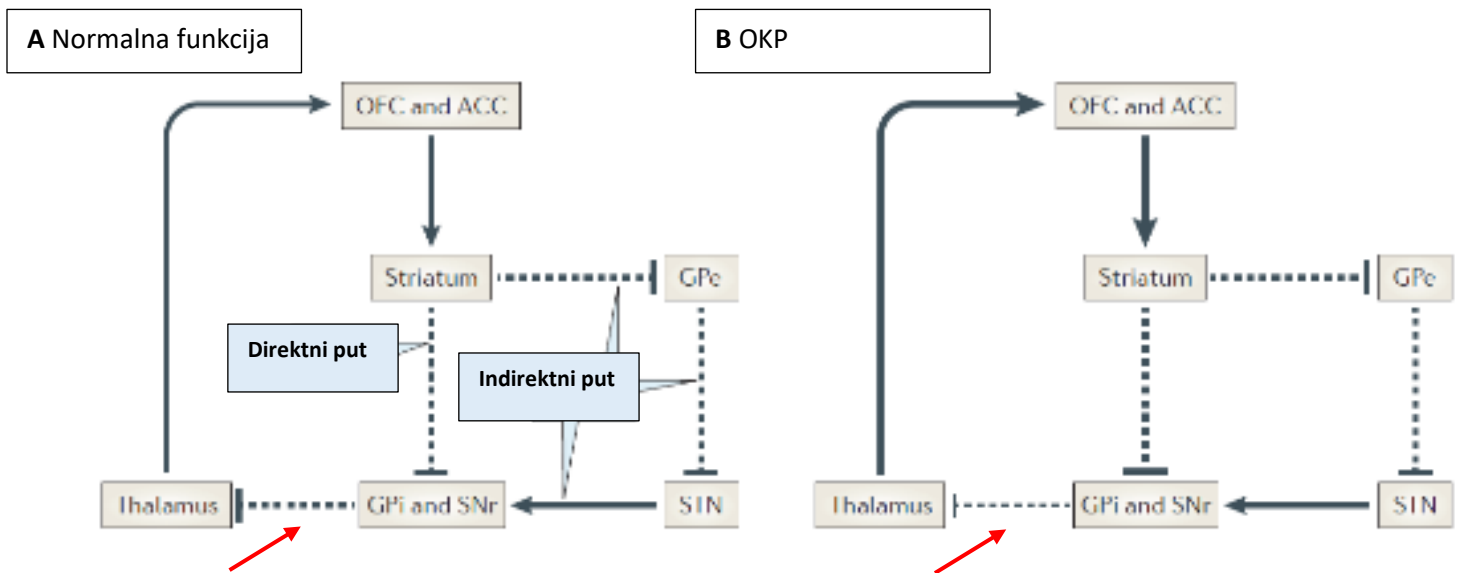 A Normalna funkcija
B OKP
OFC and ACC
OFC and ACC
Striatum
GPe
Striatum
GPe
Direktni put
Indirektni put
Thalamus
GPi and SNr
STN
Thalamus
GPi and SNr
STN